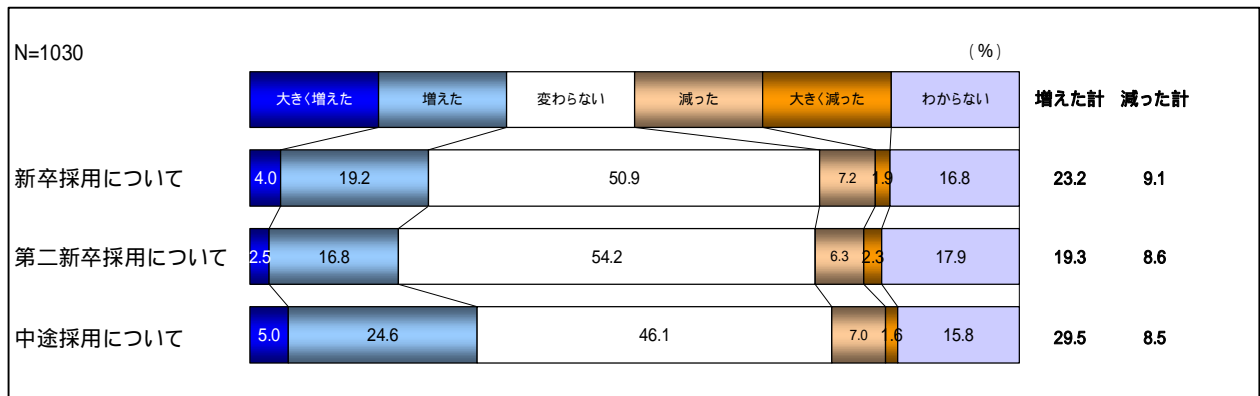 N=1030
(%)
大きく増えた 増えた 変わらない 減った 大きく減った わからない 増えた計 減った計
新卒採用について 4.0 19.2 50.9 7.2 1.9 16.8 23.2 9.1
第二新卒採用について 2.5 16.8 54.2 6.3 2.3 17.9 19.3 8.6
中途採用について 5.0 24.6 46.1 7.0 1.6 15.8 29.5 8.5